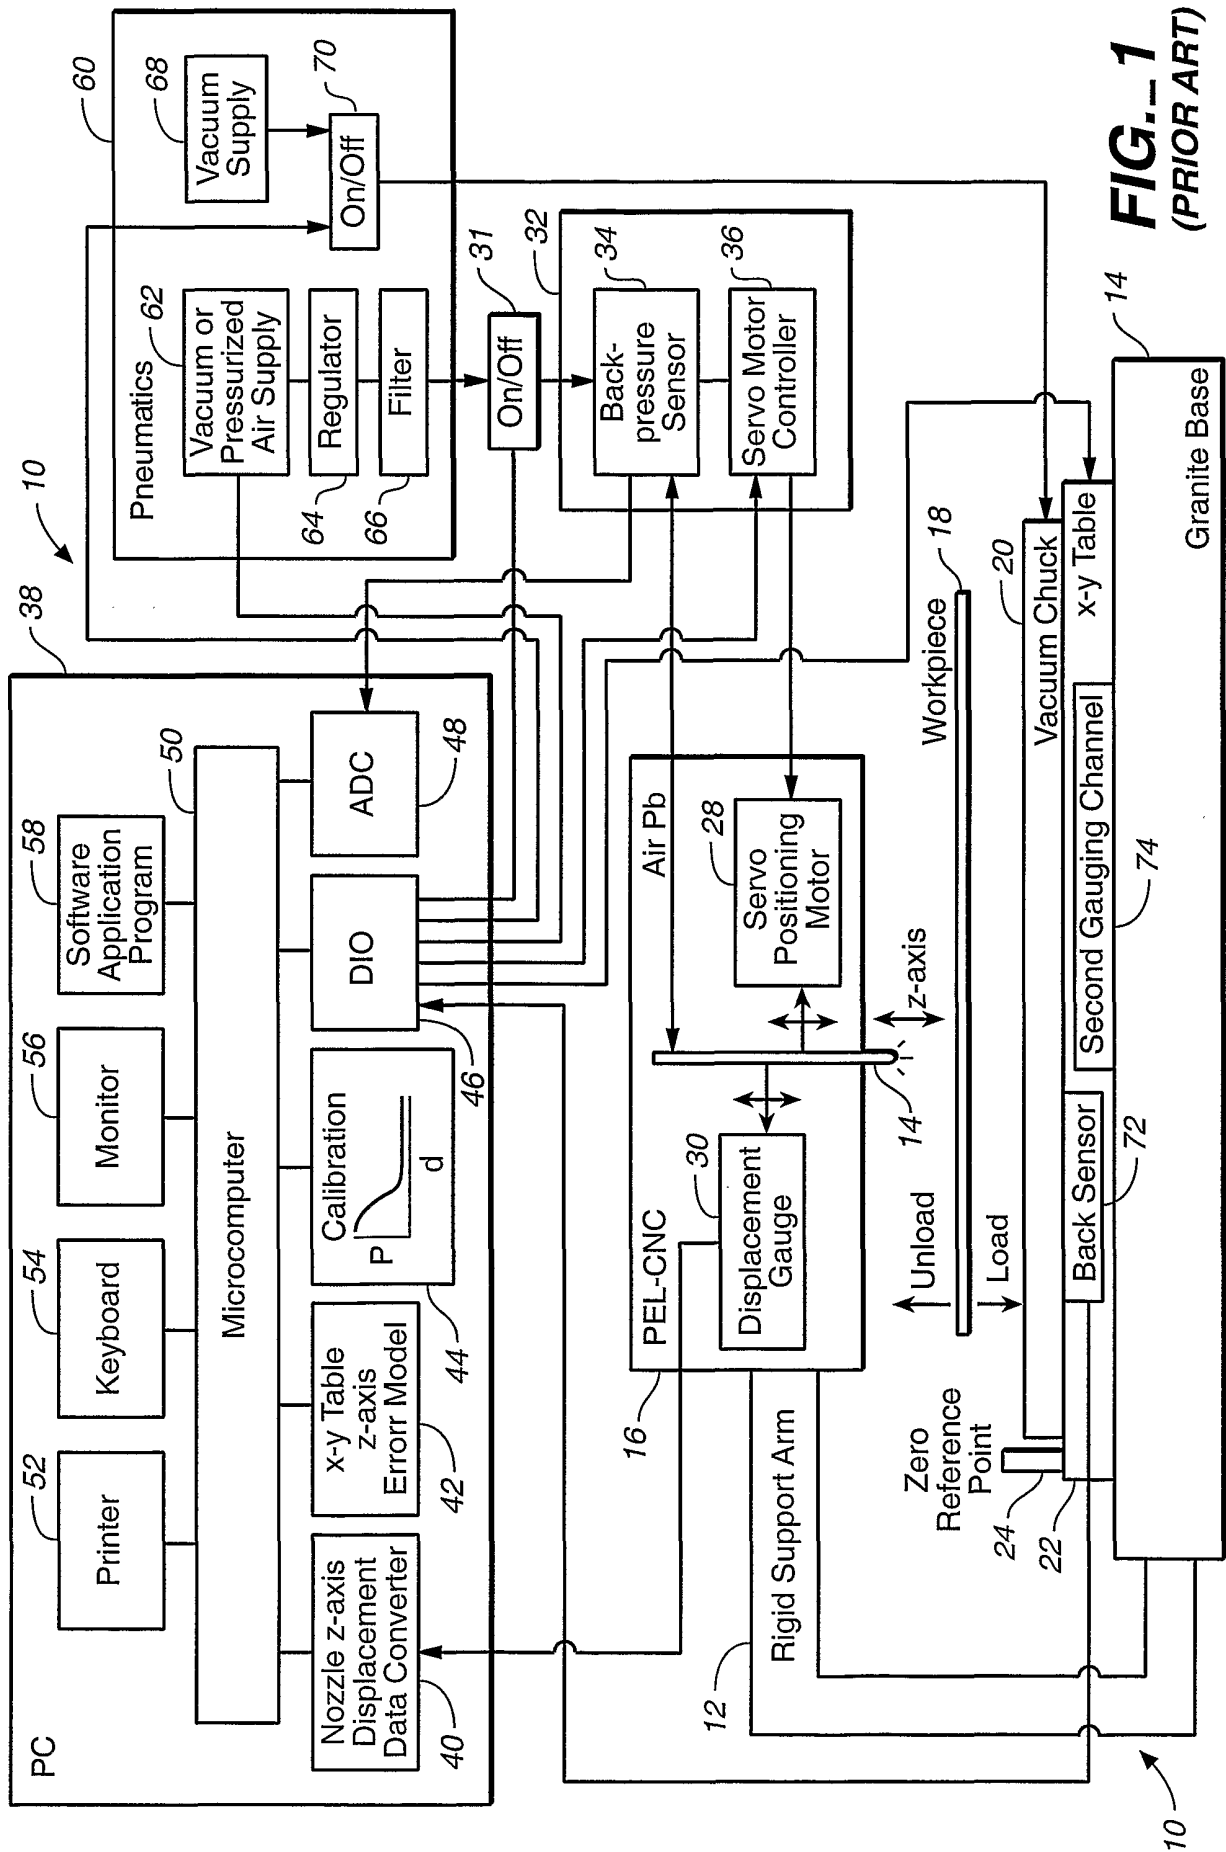 10
38
PC
52
Printer
54
Keyboard
56
Monitor
58
Software
Application
Program
50
Microcomputer
Nozzle z-axis
Displacement
Data Converter
40
x-y Table
z-axis
Errorr Model
42
Calibration
P
d
44
DIO
46
ADC
48
60
Pneumatics
62
Vacuum or
Pressurized
Air Supply
68
Vacuum
Supply
64
Regulator
70
On/Off
66
Filter
31
On/Off
32
34
Back-
pressure
Sensor
36
Servo Motor
Controller
16
PEL-CNC
Air Pb
30
Displacement
Gauge
28
Servo
Positioning
Motor
14
z-axis
12
Rigid Support Arm
Unload
Load
Workpiece
18
Zero
Reference
Point
24
22
20
Vacuum Chuck
x-y Table
Back Sensor
72
Second Gauging Channel
74
14
Granite Base
10
FIG._1
(PRIOR ART)